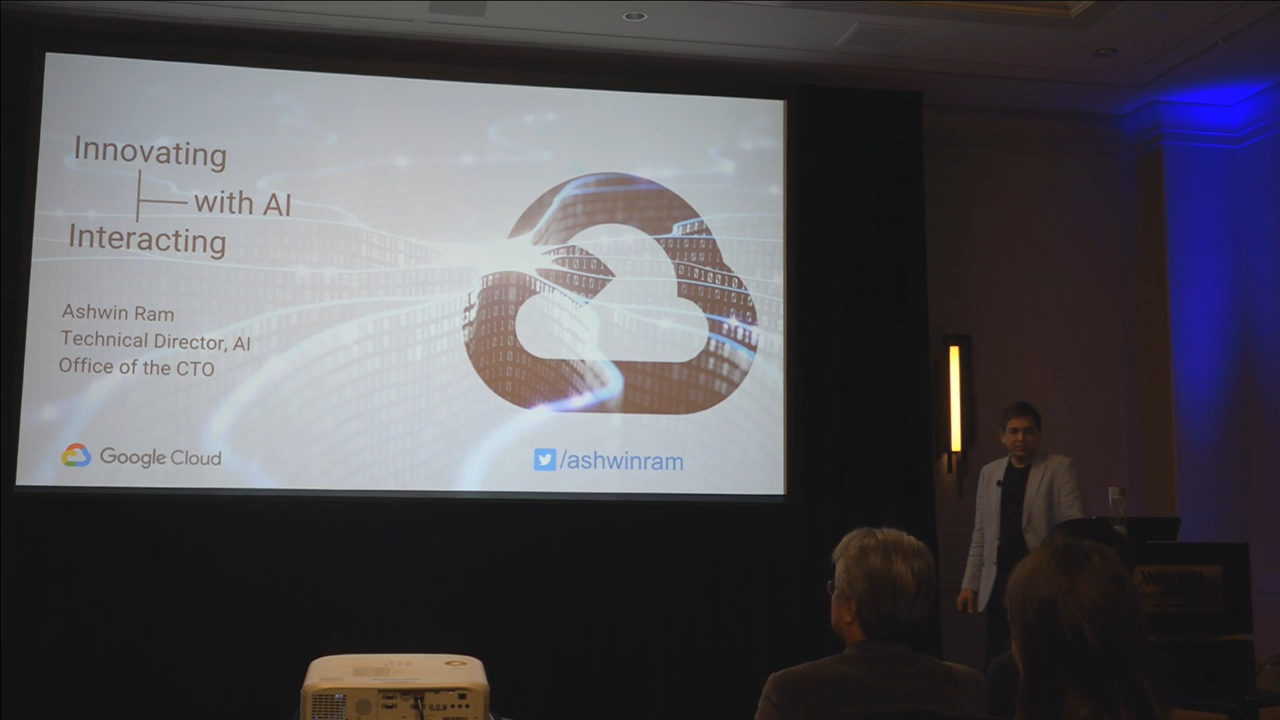 Innovating
with AI
Interacting
Ashwin Ram
Technical Director, AI
Office of the CTO
Google Cloud
/ashwinram